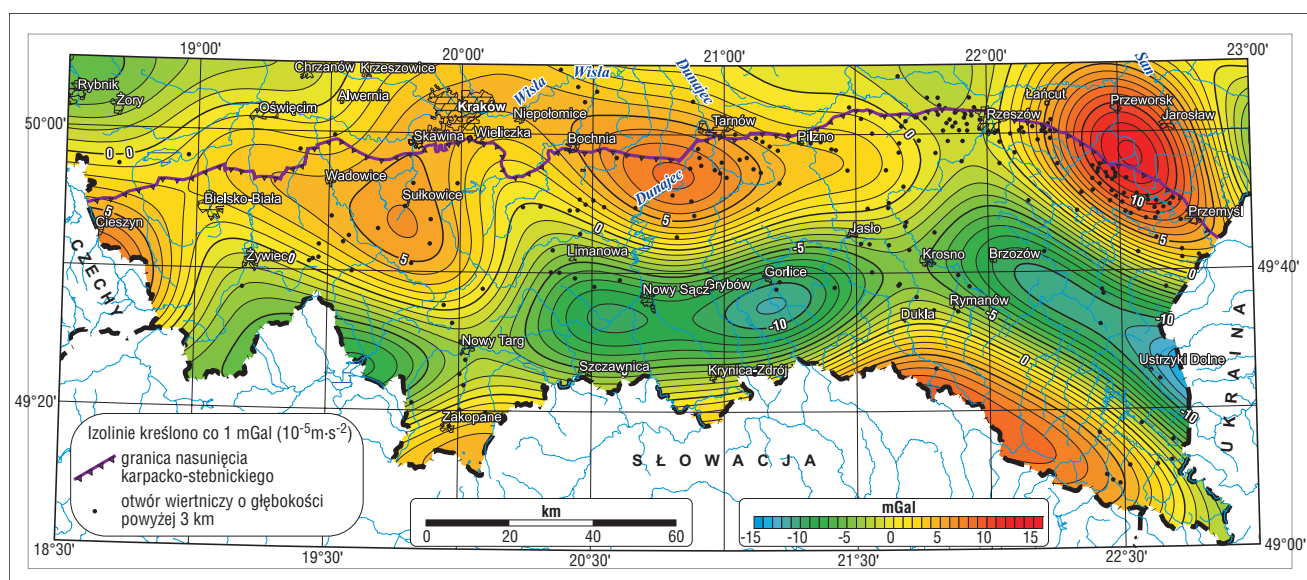 19°00' 20°00' 21°00' 22°00' 23°00'
Rybnik
Żory
Chrzanów
Krzeszowice
Alwernia
Oświęcim
Kraków
Wisła
Wisła
Niepołomice
Dunajec
Tarnów
Łańcut
San
Przeworsk
Jarosław
Rzeszów
50°00'
0
0
Skawina
Wieliczka
Bochnia
Pilzno
0
Wadowice
Sułkowice
Bielsko-Biała
5
Cieszyn
Dunajec
5
10
Przemyśl
5
0
CZECHY
Żywiec
0
5
Limanowa
0
-5
Jasło
Krosno
Brzozów
49°40'
Gorlice
Grybów
Nowy Sącz
-10
Rymanów
Dukla
-5
-10
Nowy Targ
0
Ustrzyki Dolne
Szczawnica
Krynica-Zdrój
-10
49°20'
Zakopane
SŁOWACJA
UKRAINA
Izolinie kreślono co 1 mGal (10⁻⁵m·s⁻²)
granica nasunięcia
karpacko-stebnickiego
otwór wiertniczy o głębokości
powyżej 3 km
km
0 20 40 60
mGal
-15 -10 -5 0 5 10 15
18°30' 19°30' 20°30' 21°30' 22°30' 49°00'